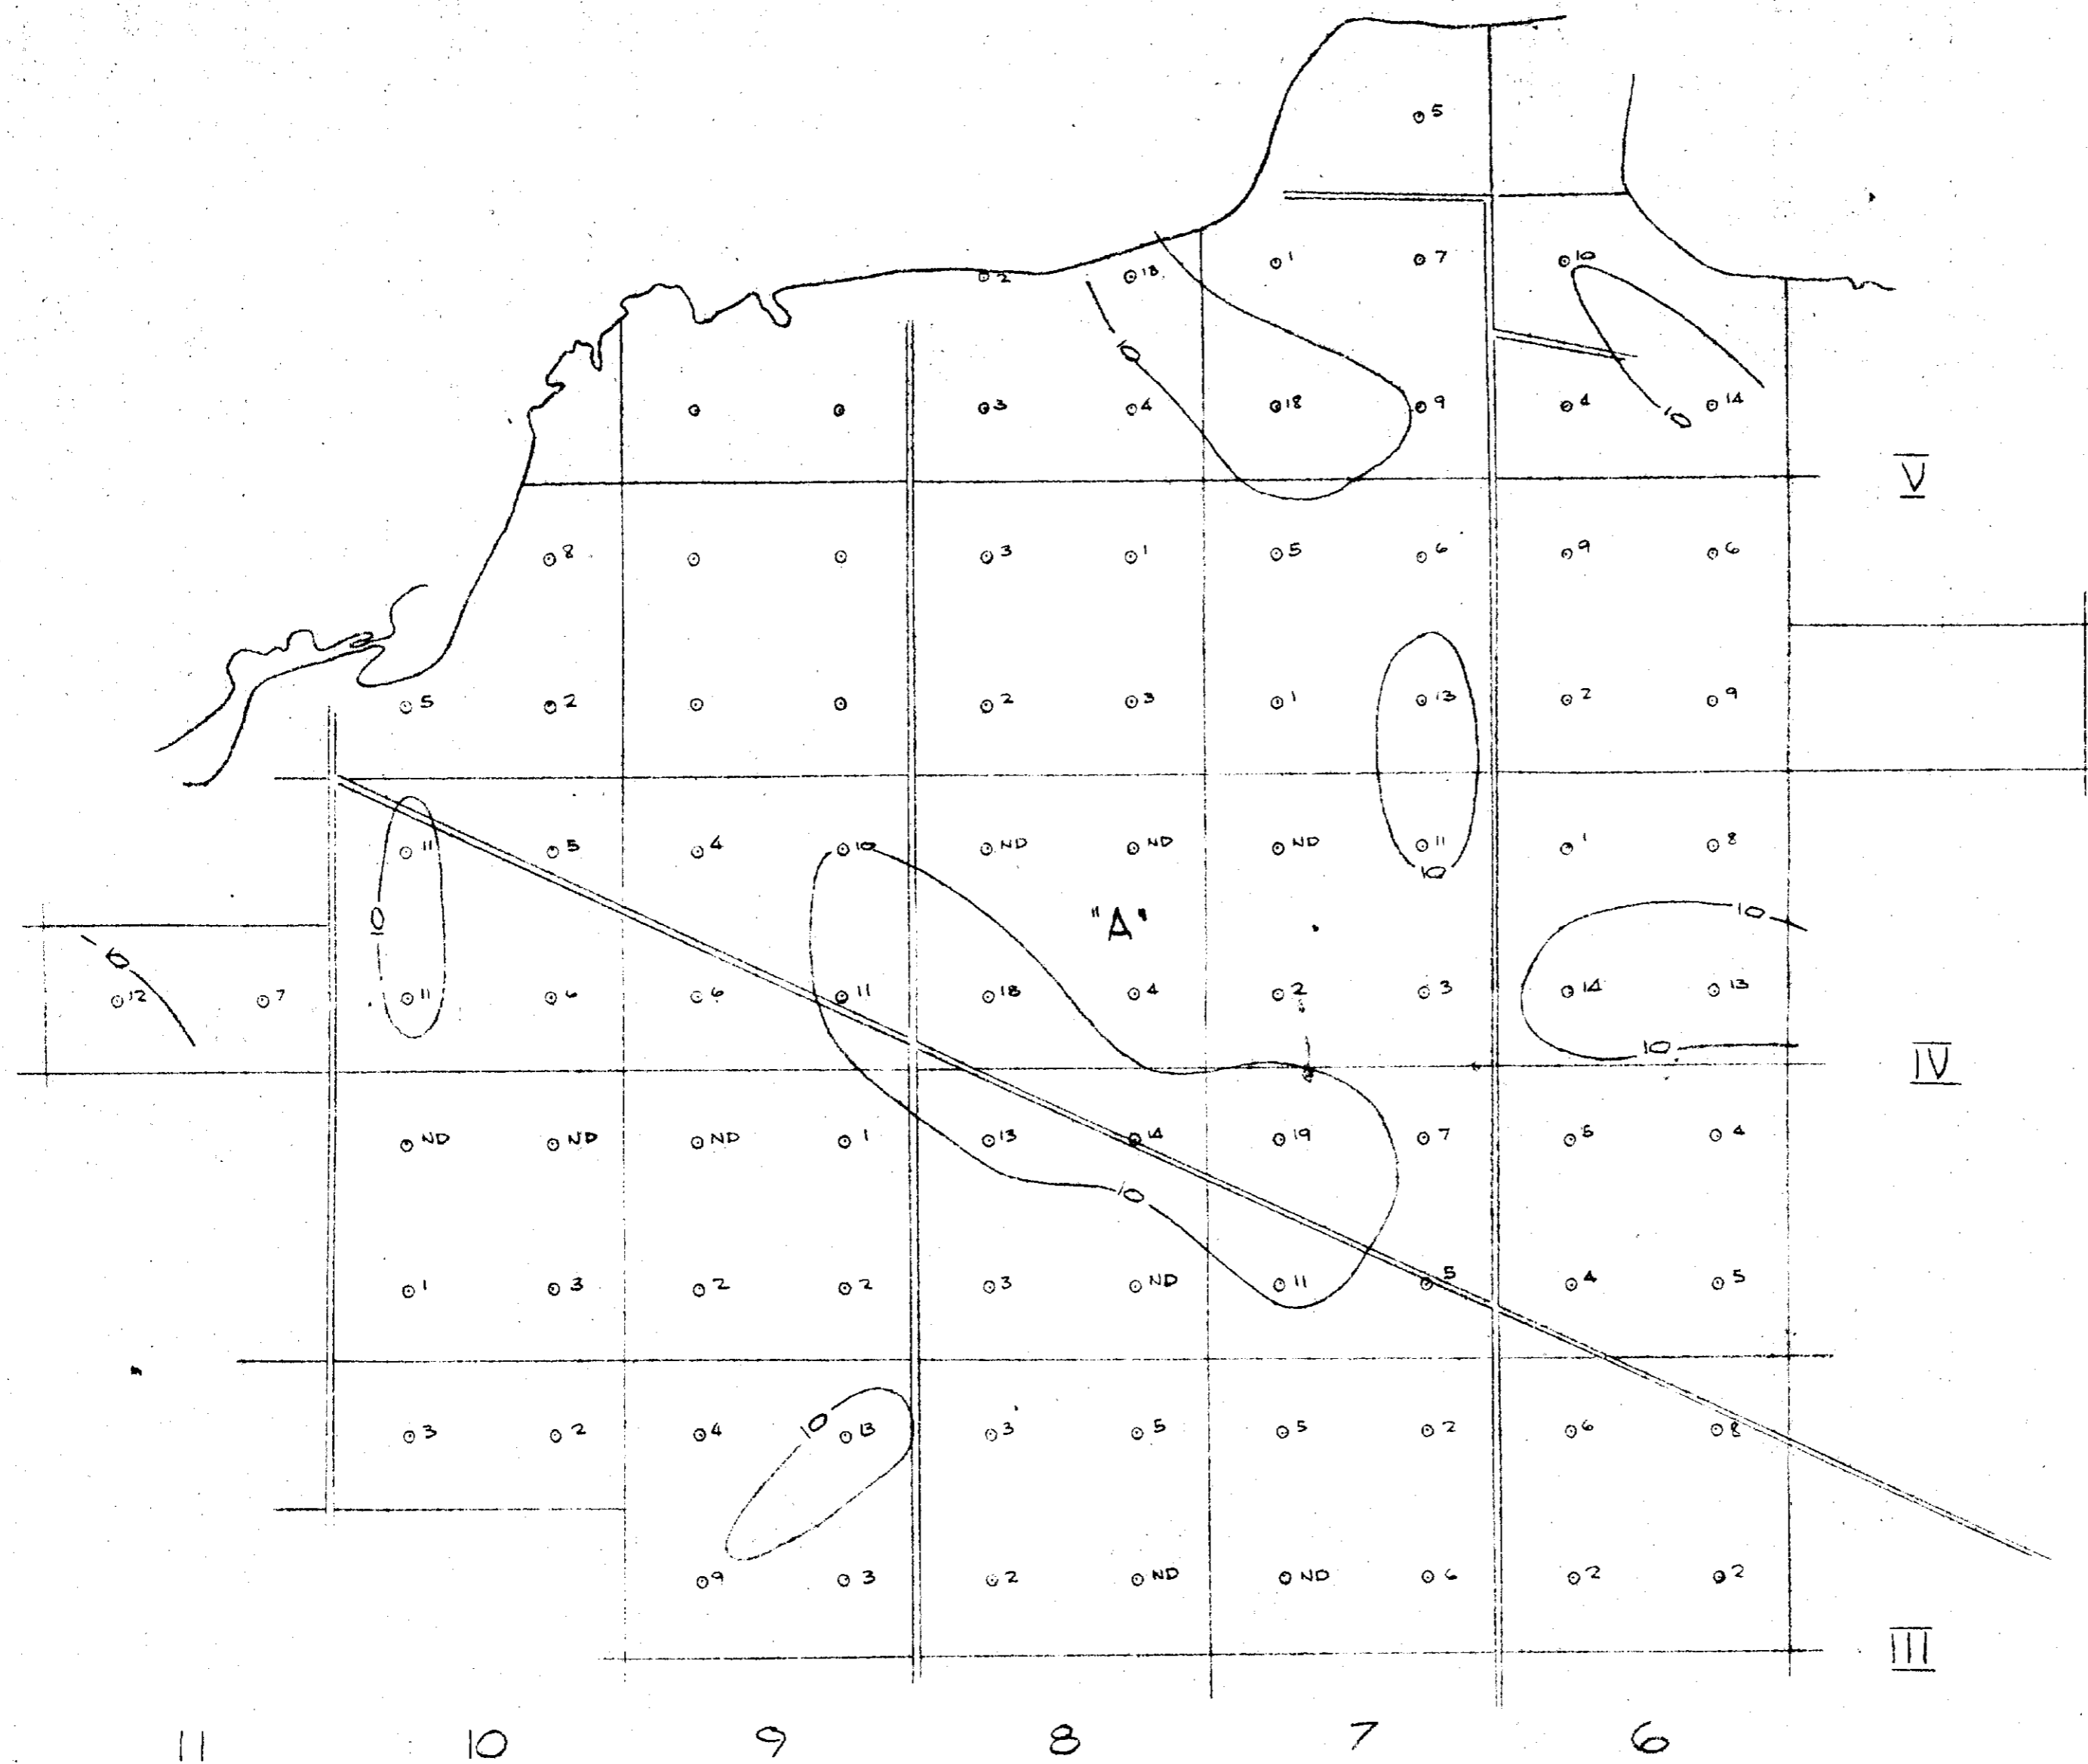 5
1 7 10
2 18
10
3 4 18 9 4 14
10
V
8 3 1 5 6 9 6
5 2 2 3 1 13 2 9
11 5 4 10 ND ND ND 11 1 8
10
10 "A" 10
12 7 11 6 6 11 18 4 2 3 14 13
10
IV
ND ND ND 1 13 14 19 7 5 4
10
1 3 2 2 3 ND 11 5 4 5
10
3 2 4 13 3 5 5 2 6 8
9 3 2 ND ND 6 2 2
III
11 10 9 8 7 6